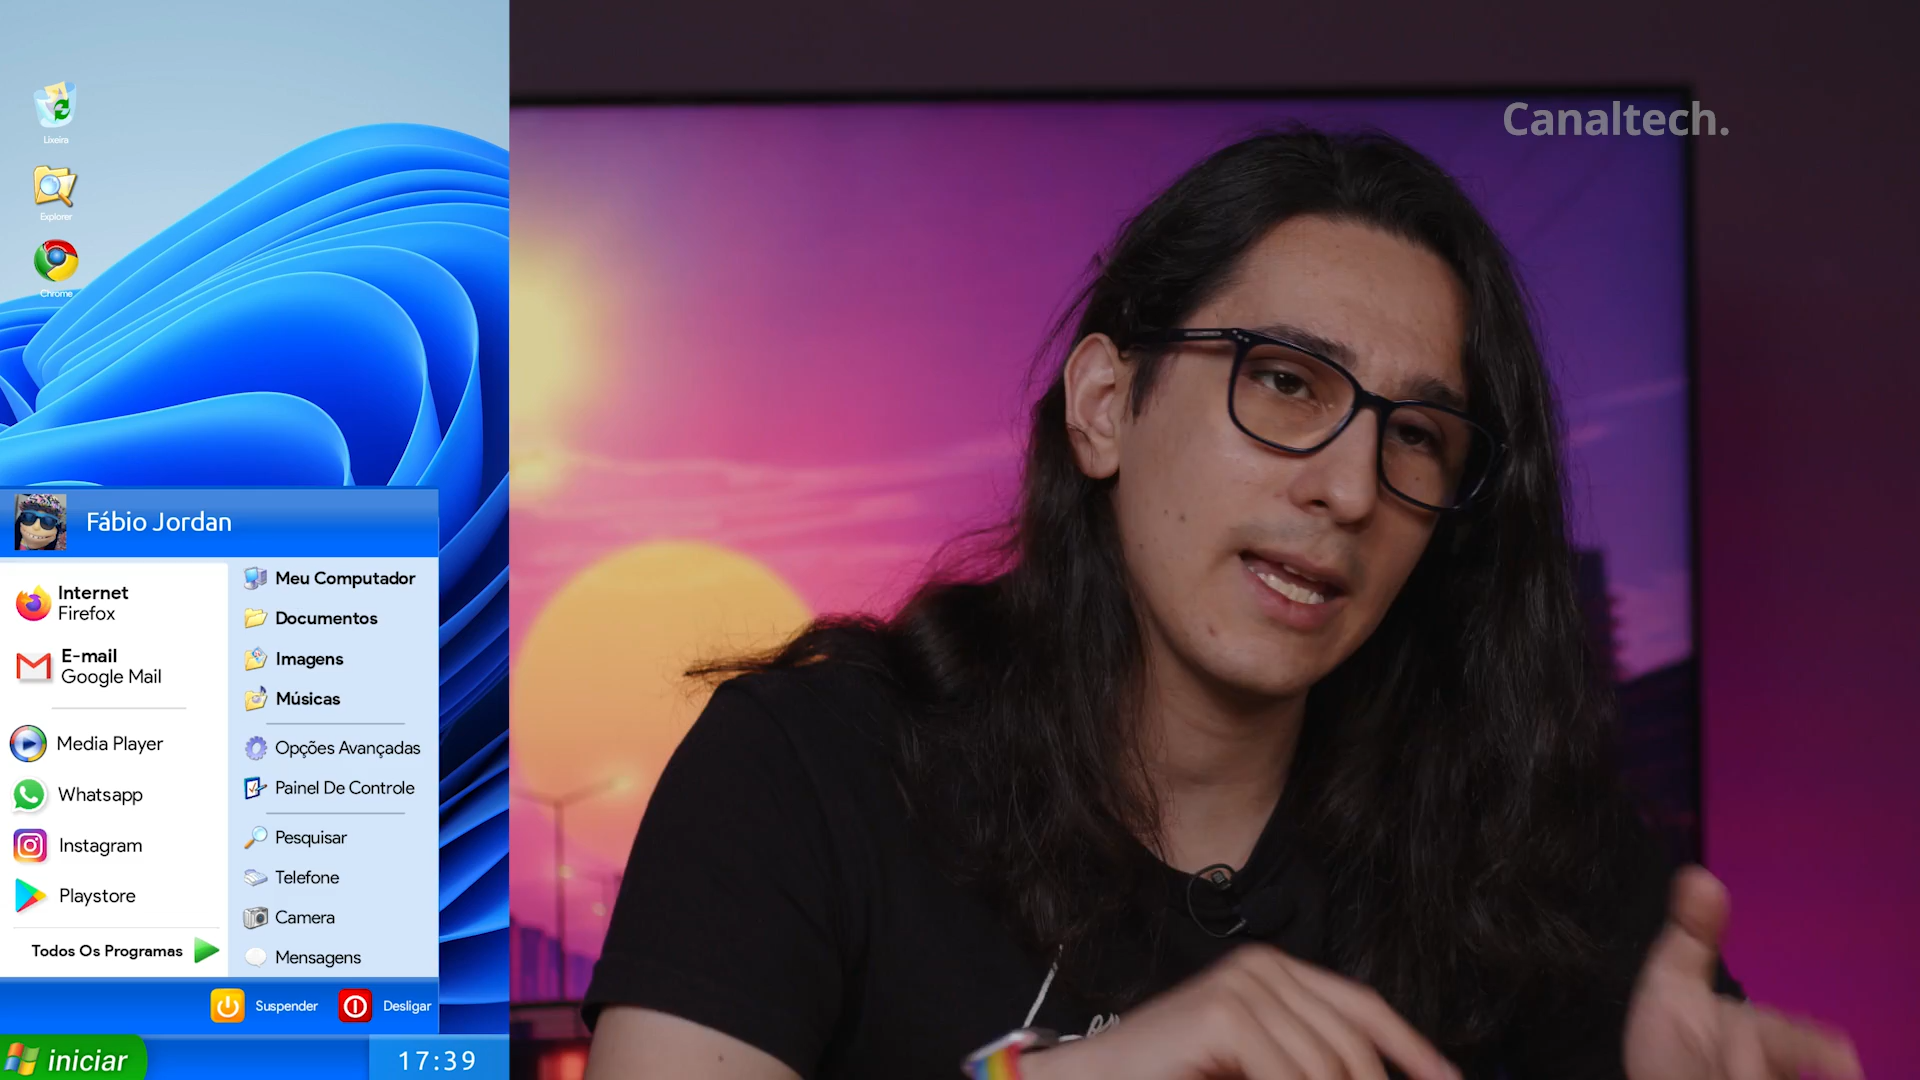 Lixeira
Explorer
Chrome
Fábio Jordan
Internet
Firefox
E-mail
Google Mail
Media Player
Whatsapp
Instagram
Playstore
Todos Os Programas
Meu Computador
Documentos
Imagens
Músicas
Opções Avançadas
Painel De Controle
Pesquisar
Telefone
Camera
Mensagens
Suspender
Desligar
iniciar
17:39
Canaltech.